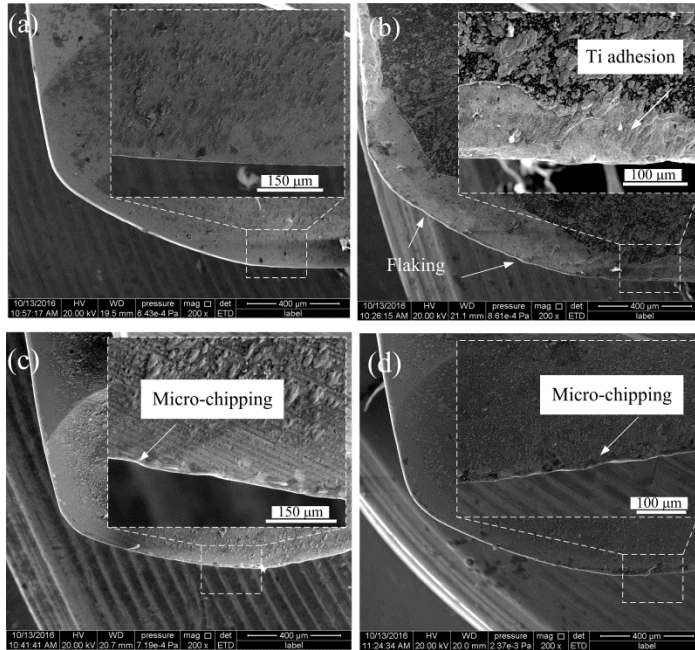 (a)
150 μm
10/13/2016 HV WD pressure mag □ det 400 μm
10:57:17 AM 20.00 kV 19.5 mm 6.43e-4 Pa 200 x ETD label
(b)
Ti adhesion
100 μm
Flaking
10/13/2016 HV WD pressure mag □ det 400 μm
10:26:15 AM 20.00 kV 21.1 mm 8.61e-4 Pa 200 x ETD label
(c)
Micro-chipping
150 μm
10/13/2016 HV WD pressure mag □ det 400 μm
10:41:41 AM 20.00 kV 20.7 mm 7.19e-4 Pa 200 x ETD label
(d)
Micro-chipping
100 μm
10/13/2016 HV WD pressure mag □ det 400 μm
11:24:34 AM 20.00 kV 20.0 mm 2.37e-3 Pa 200 x ETD label